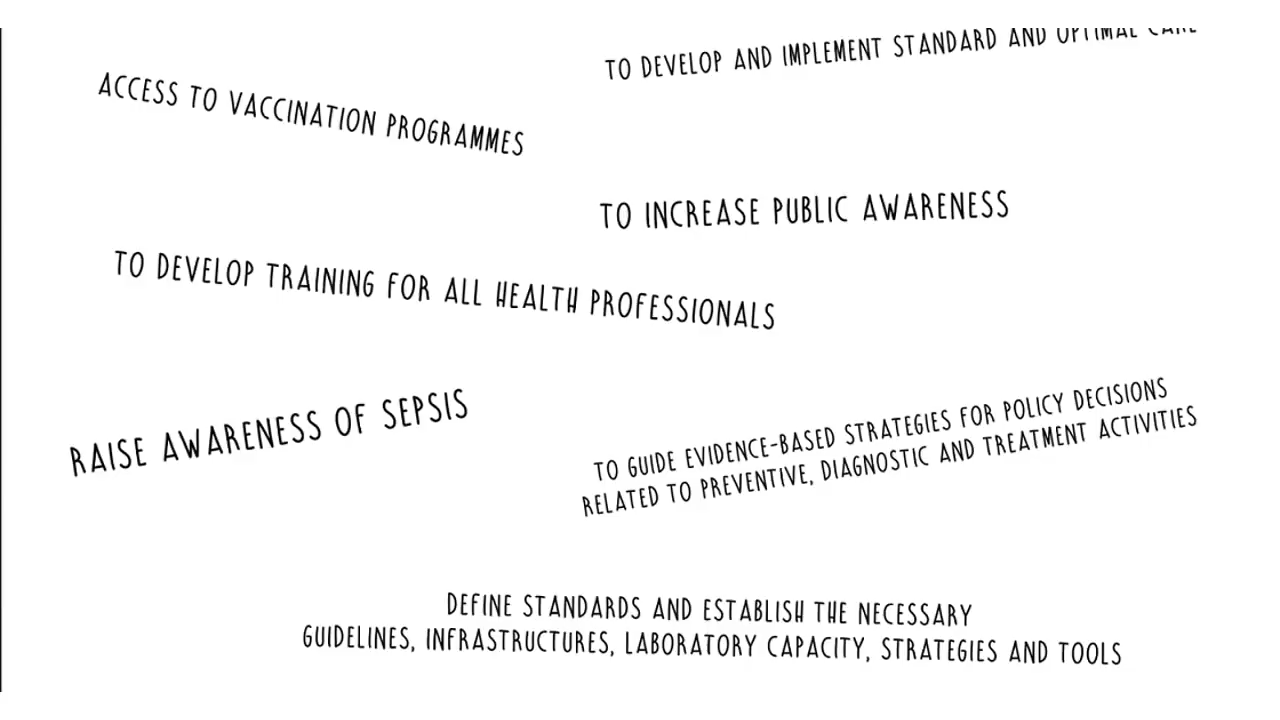 TO DEVELOP AND IMPLEMENT STANDARD AND OPTIMAL CARE
ACCESS TO VACCINATION PROGRAMMES
TO INCREASE PUBLIC AWARENESS
TO DEVELOP TRAINING FOR ALL HEALTH PROFESSIONALS
RAISE AWARENESS OF SEPSIS
TO GUIDE EVIDENCE-BASED STRATEGIES FOR POLICY DECISIONS
RELATED TO PREVENTIVE, DIAGNOSTIC AND TREATMENT ACTIVITIES
DEFINE STANDARDS AND ESTABLISH THE NECESSARY
GUIDELINES, INFRASTRUCTURES, LABORATORY CAPACITY, STRATEGIES AND TOOLS